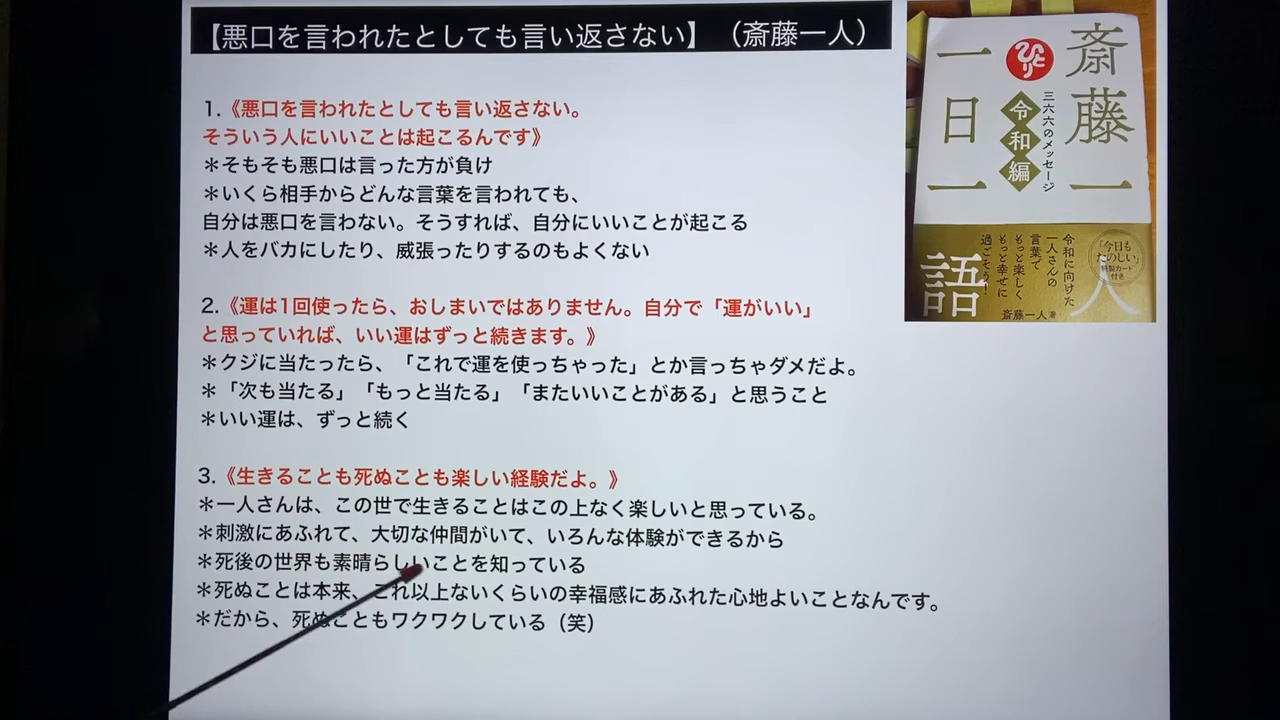 【悪口を言われたとしても言い返さない】（斎藤一人）
1.《悪口を言われたとしても言い返さない。
そういう人にいいことは起こるんです》
＊そもそも悪口は言った方が負け
＊いくら相手からどんな言葉を言われても、
自分は悪口を言わない。そうすれば、自分にいいことが起こる
＊人をバカにしたり、威張ったりするのもよくない
2.《運は1回使ったら、おしまいではありません。自分で「運がいい」
と思っていれば、いい運はずっと続きます。》
＊クジに当たったら、「これで運を使っちゃった」とか言っちゃダメだよ。
＊「次も当たる」「もっと当たる」「またいいことがある」と思うこと
＊いい運は、ずっと続く
3.《生きることも死ぬことも楽しい経験だよ。》
＊一人さんは、この世で生きることはこの上なく楽しいと思っている。
＊刺激にあふれて、大切な仲間がいて、いろんな体験ができるから
＊死後の世界も素晴らしいことを知っている
＊死ぬことは本来、これ以上ないくらいの幸福感にあふれた心地よいことなんです。
＊だから、死ぬこともワクワクしている（笑）
斎藤一人
三六六のメッセージ
ひとり
令和編
一日一語
「今日も
たのしい」
特製カード
付き
令和に向けた
一人さんの
言葉で
もっと楽しく
もっと幸せに
過ごそう!
斎藤一人 著